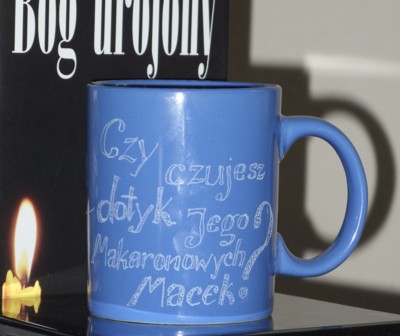 Bóg urojony
Czy czujesz
dotyk Jego
Makaronowych
Macek?